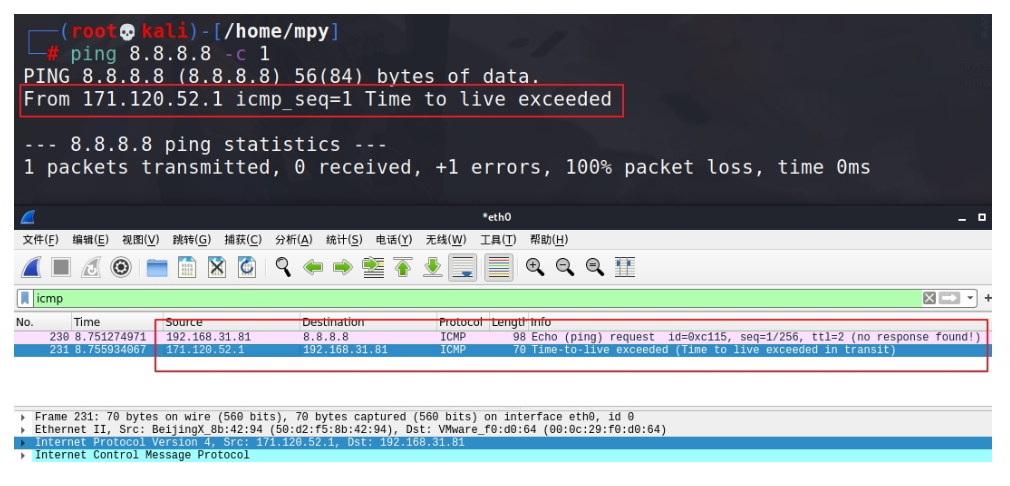 (root💀kali)-[/home/mpy]
# ping 8.8.8.8 -c 1
PING 8.8.8.8 (8.8.8.8) 56(84) bytes of data.
From 171.120.52.1 icmp_seq=1 Time to live exceeded
--- 8.8.8.8 ping statistics ---
1 packets transmitted, 0 received, +1 errors, 100% packet loss, time 0ms
*eth0
文件(F) 编辑(E) 视图(V) 跳转(G) 捕获(C) 分析(A) 统计(S) 电话(Y) 无线(W) 工具(T) 帮助(H)
icmp
No. Time Source Destination Protocol Length Info
230 8.751274971 192.168.31.81 8.8.8.8 ICMP 98 Echo (ping) request id=0xc115, seq=1/256, ttl=2 (no response found!)
231 8.755934067 171.120.52.1 192.168.31.81 ICMP 70 Time-to-live exceeded (Time to live exceeded in transit)
Frame 231: 70 bytes on wire (560 bits), 70 bytes captured (560 bits) on interface eth0, id 0
Ethernet II, Src: BeijingX_8b:42:94 (50:d2:f5:8b:42:94), Dst: VMware_f0:d0:64 (00:0c:29:f0:d0:64)
Internet Protocol Version 4, Src: 171.120.52.1, Dst: 192.168.31.81
Internet Control Message Protocol